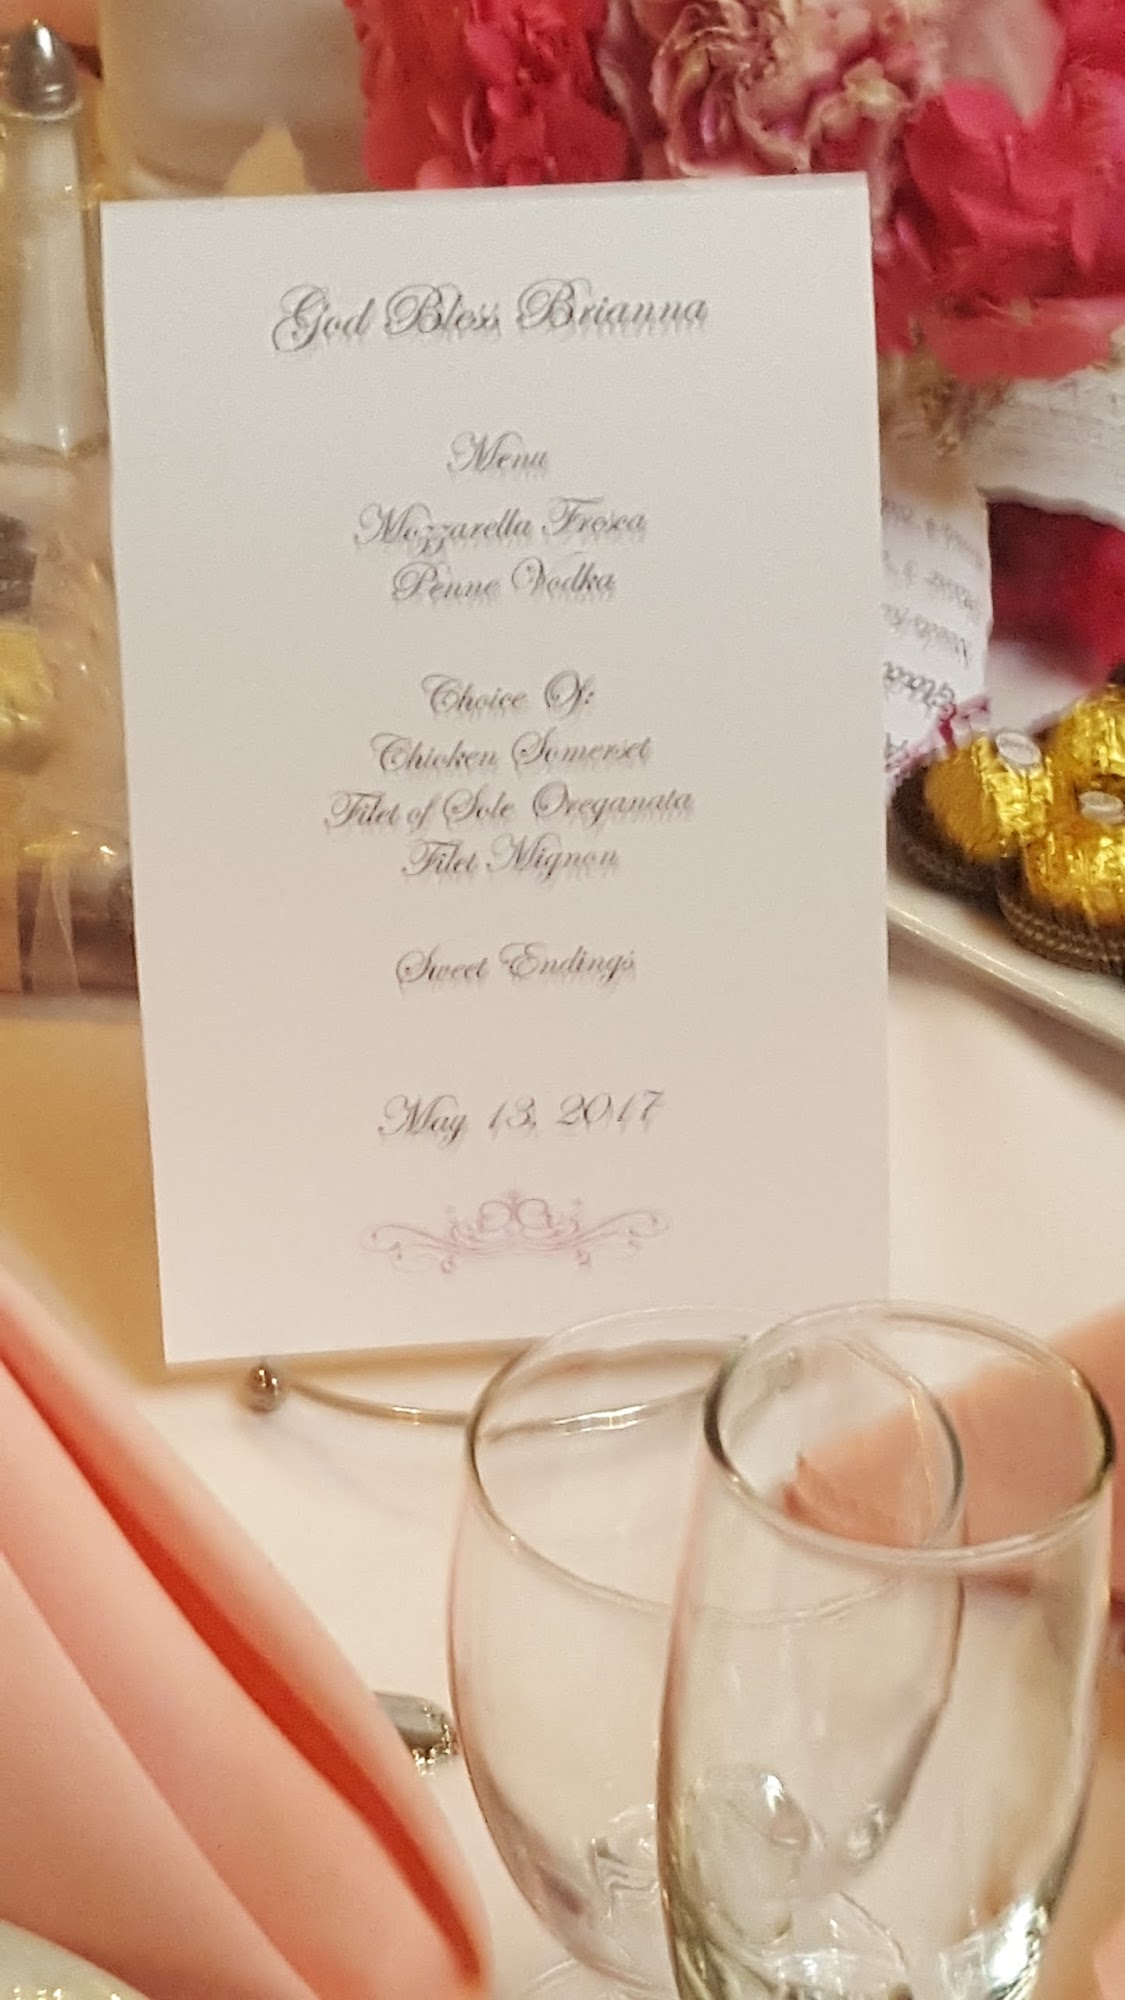 God Bless Brianna
Menu
Mozzarella Fresca
Penne Vodka
Choice Of:
Chicken Somerset
Filet of Sole Oreganata
Filet Mignon
Sweet Endings
May 13, 2017